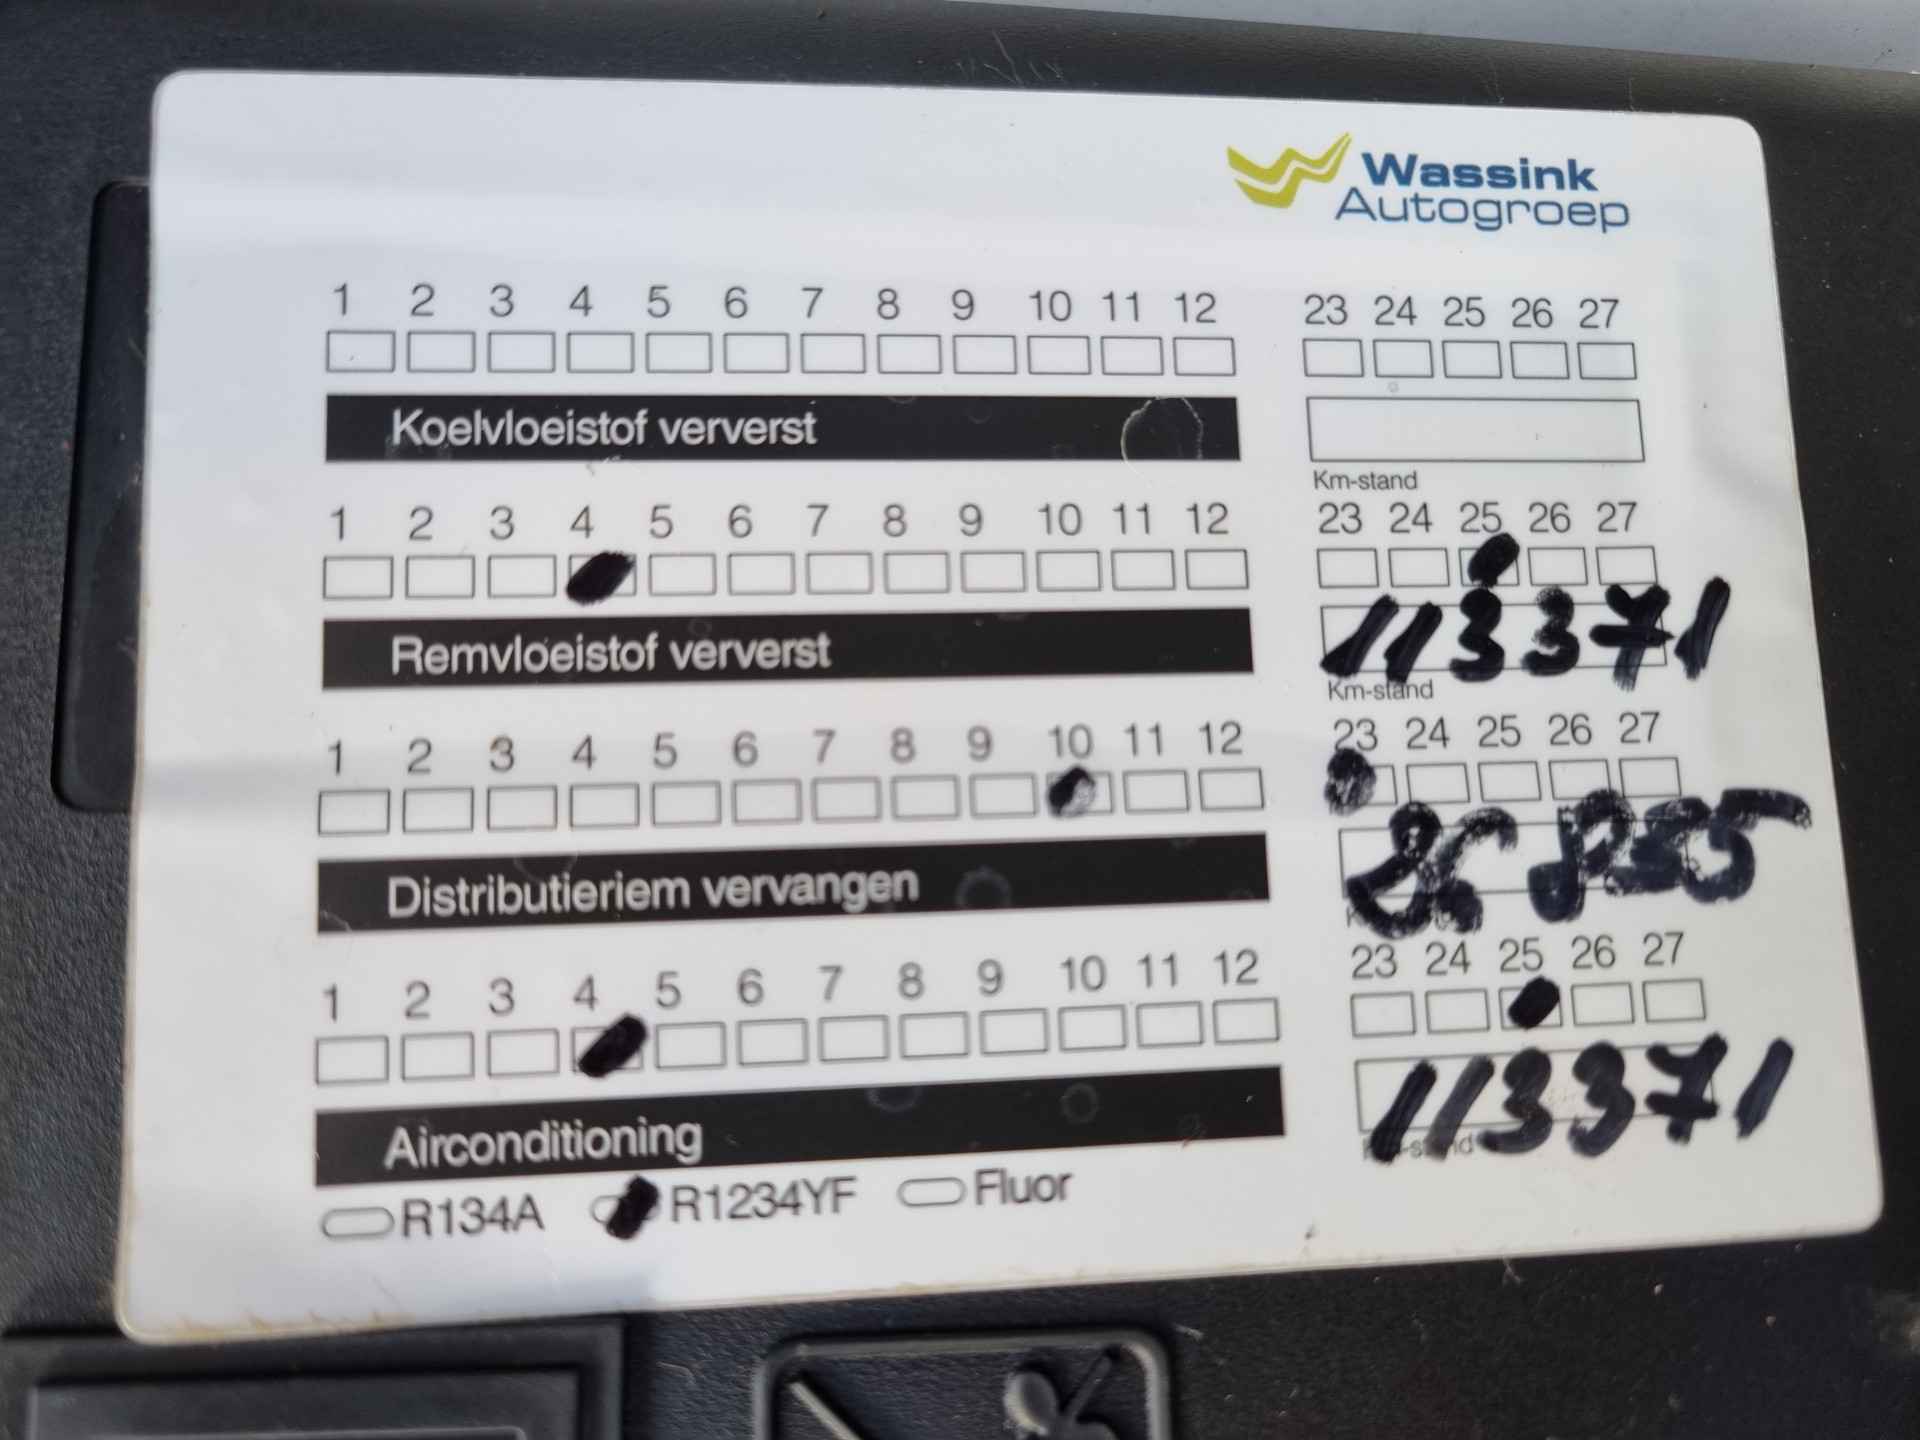 Wassink
Autogroep
1 2 3 4 5 6 7 8 9 10 11 12 23 24 25 26 27
Koelvloeistof ververst
Km-stand
1 2 3 4 5 6 7 8 9 10 11 12 23 24 25 26 27
Remvloeistof ververst 113371
Km-stand
1 2 3 4 5 6 7 8 9 10 11 12 23 24 25 26 27
Distributieriem vervangen
1 2 3 4 5 6 7 8 9 10 11 12 23 24 25 26 27
Airconditioning 113371
Km-stand
R134A R1234YF Fluor